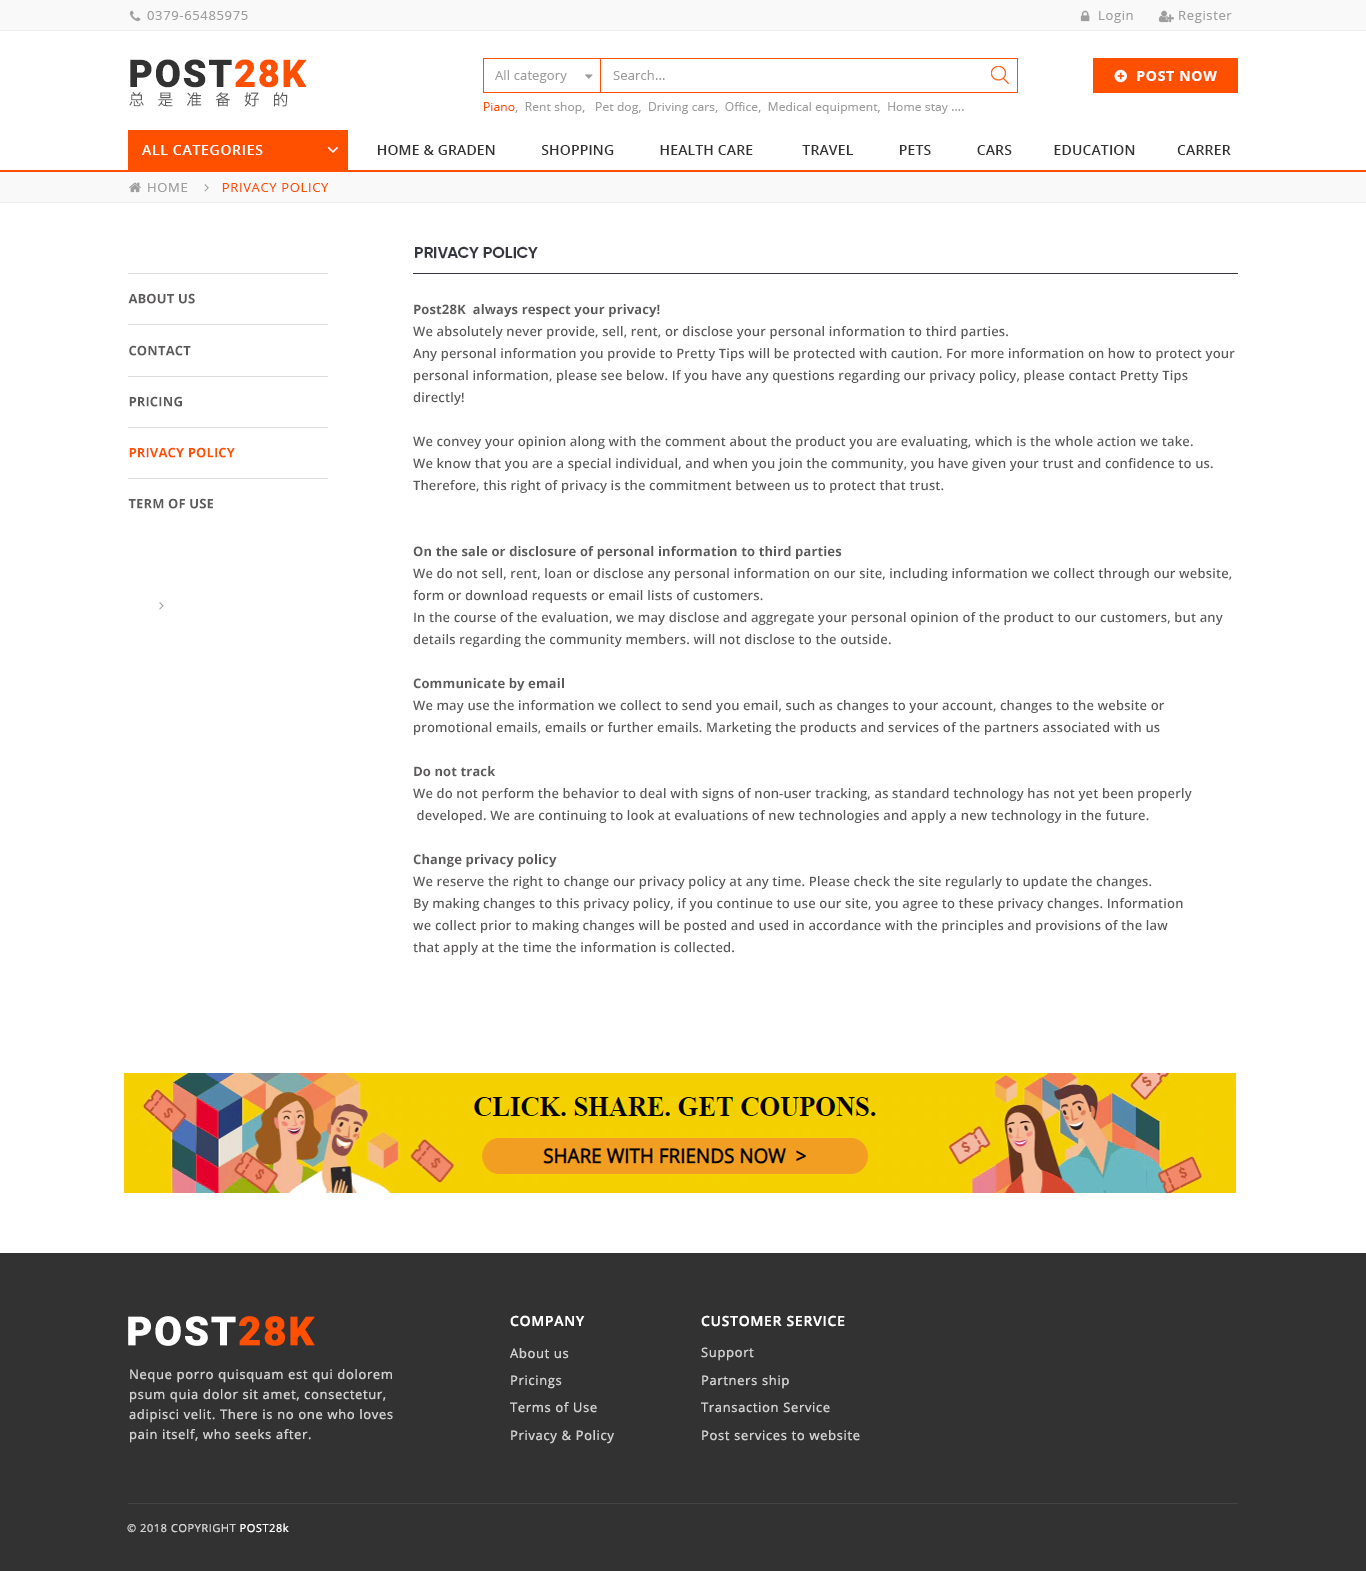 0379-65485975
Login
Register
POST28K
总是准备好的
All category
Search...
POST NOW
Piano, Rent shop, Pet dog, Driving cars, Office, Medical equipment, Home stay ....
ALL CATEGORIES
HOME & GRADEN
SHOPPING
HEALTH CARE
TRAVEL
PETS
CARS
EDUCATION
CARRER
HOME > PRIVACY POLICY
ABOUT US
CONTACT
PRICING
PRIVACY POLICY
TERM OF USE
>
PRIVACY POLICY
Post28K always respect your privacy!
We absolutely never provide, sell, rent, or disclose your personal information to third parties.
Any personal information you provide to Pretty Tips will be protected with caution. For more information on how to protect your
personal information, please see below. If you have any questions regarding our privacy policy, please contact Pretty Tips
directly!
We convey your opinion along with the comment about the product you are evaluating, which is the whole action we take.
We know that you are a special individual, and when you join the community, you have given your trust and confidence to us.
Therefore, this right of privacy is the commitment between us to protect that trust.
On the sale or disclosure of personal information to third parties
We do not sell, rent, loan or disclose any personal information on our site, including information we collect through our website,
form or download requests or email lists of customers.
In the course of the evaluation, we may disclose and aggregate your personal opinion of the product to our customers, but any
details regarding the community members. will not disclose to the outside.
Communicate by email
We may use the information we collect to send you email, such as changes to your account, changes to the website or
promotional emails, emails or further emails. Marketing the products and services of the partners associated with us
Do not track
We do not perform the behavior to deal with signs of non-user tracking, as standard technology has not yet been properly
developed. We are continuing to look at evaluations of new technologies and apply a new technology in the future.
Change privacy policy
We reserve the right to change our privacy policy at any time. Please check the site regularly to update the changes.
By making changes to this privacy policy, if you continue to use our site, you agree to these privacy changes. Information
we collect prior to making changes will be posted and used in accordance with the principles and provisions of the law
that apply at the time the information is collected.
CLICK. SHARE. GET COUPONS.
SHARE WITH FRIENDS NOW >
POST28K
Neque porro quisquam est qui dolorem
psum quia dolor sit amet, consectetur,
adipisci velit. There is no one who loves
pain itself, who seeks after.
COMPANY
About us
Pricings
Terms of Use
Privacy & Policy
CUSTOMER SERVICE
Support
Partners ship
Transaction Service
Post services to website
© 2018 COPYRIGHT POST28k